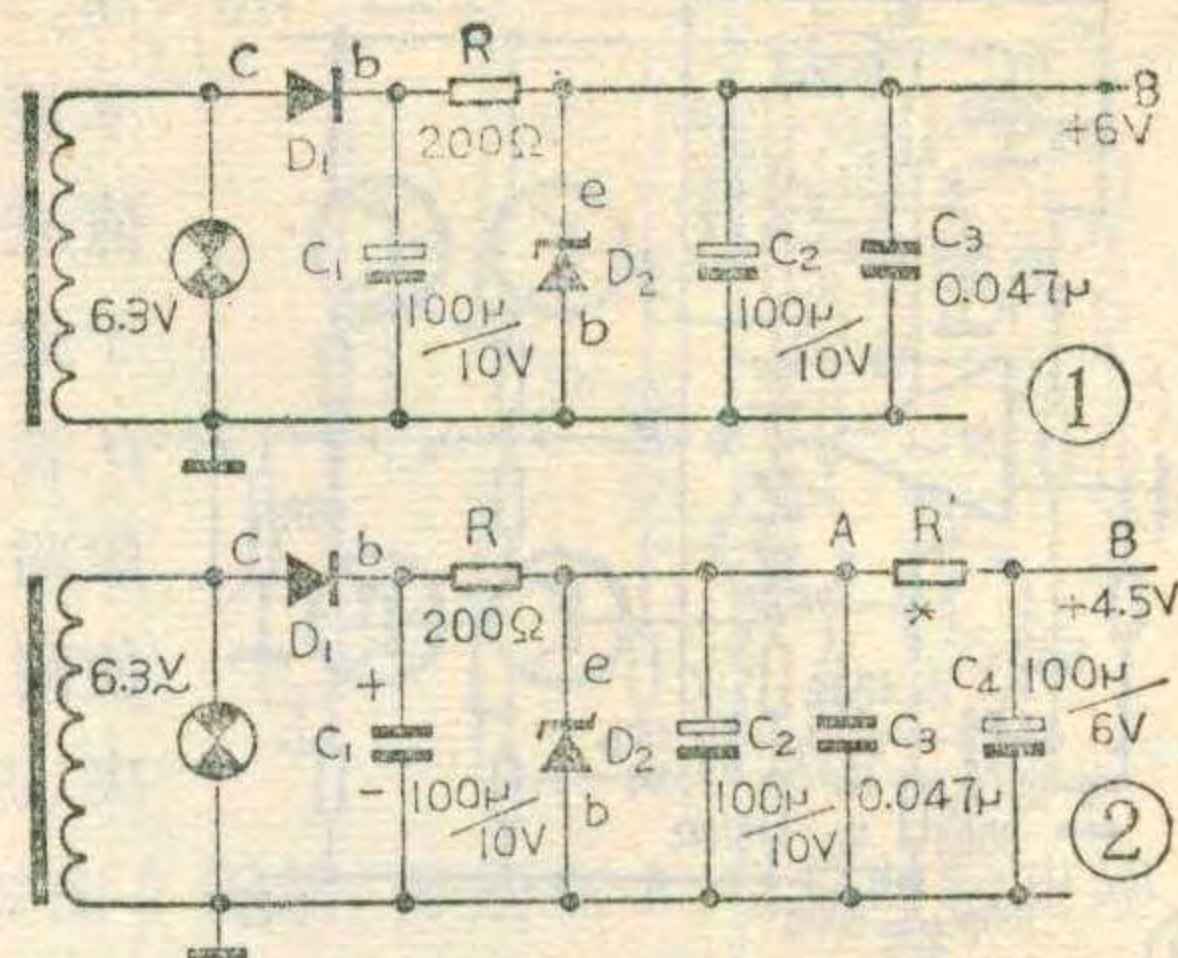 R
C b B
D₁ 200Ω +6V
e
C₁ D₂ C₂ C₃
6.3V 0.047μ
100μ/10V b 100μ/10V
①
C b R A R' B
D₁ 200Ω * +4.5V
6.3V~ + e C₄ 100μ/6V
C₁ D₂ C₂ C₃
- 100μ/10V b 100μ/10V 0.047μ
②